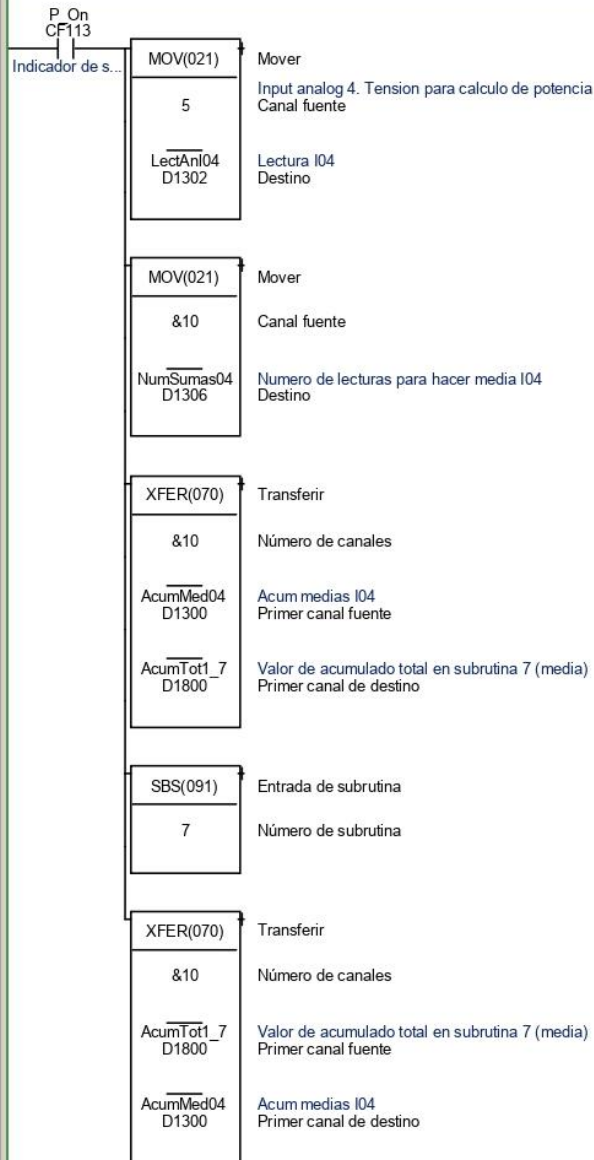 P_On
CF113
Indicador de s...
MOV(021)
Mover
5
Input analog 4. Tension para calculo de potencia
Canal fuente
LectAnI04
D1302
Lectura I04
Destino
MOV(021)
Mover
&10
Canal fuente
NumSumas04
D1306
Numero de lecturas para hacer media I04
Destino
XFER(070)
Transferir
&10
Número de canales
AcumMed04
D1300
Acum medias I04
Primer canal fuente
AcumTot1_7
D1800
Valor de acumulado total en subrutina 7 (media)
Primer canal de destino
SBS(091)
Entrada de subrutina
7
Número de subrutina
XFER(070)
Transferir
&10
Número de canales
AcumTot1_7
D1800
Valor de acumulado total en subrutina 7 (media)
Primer canal fuente
AcumMed04
D1300
Acum medias I04
Primer canal de destino